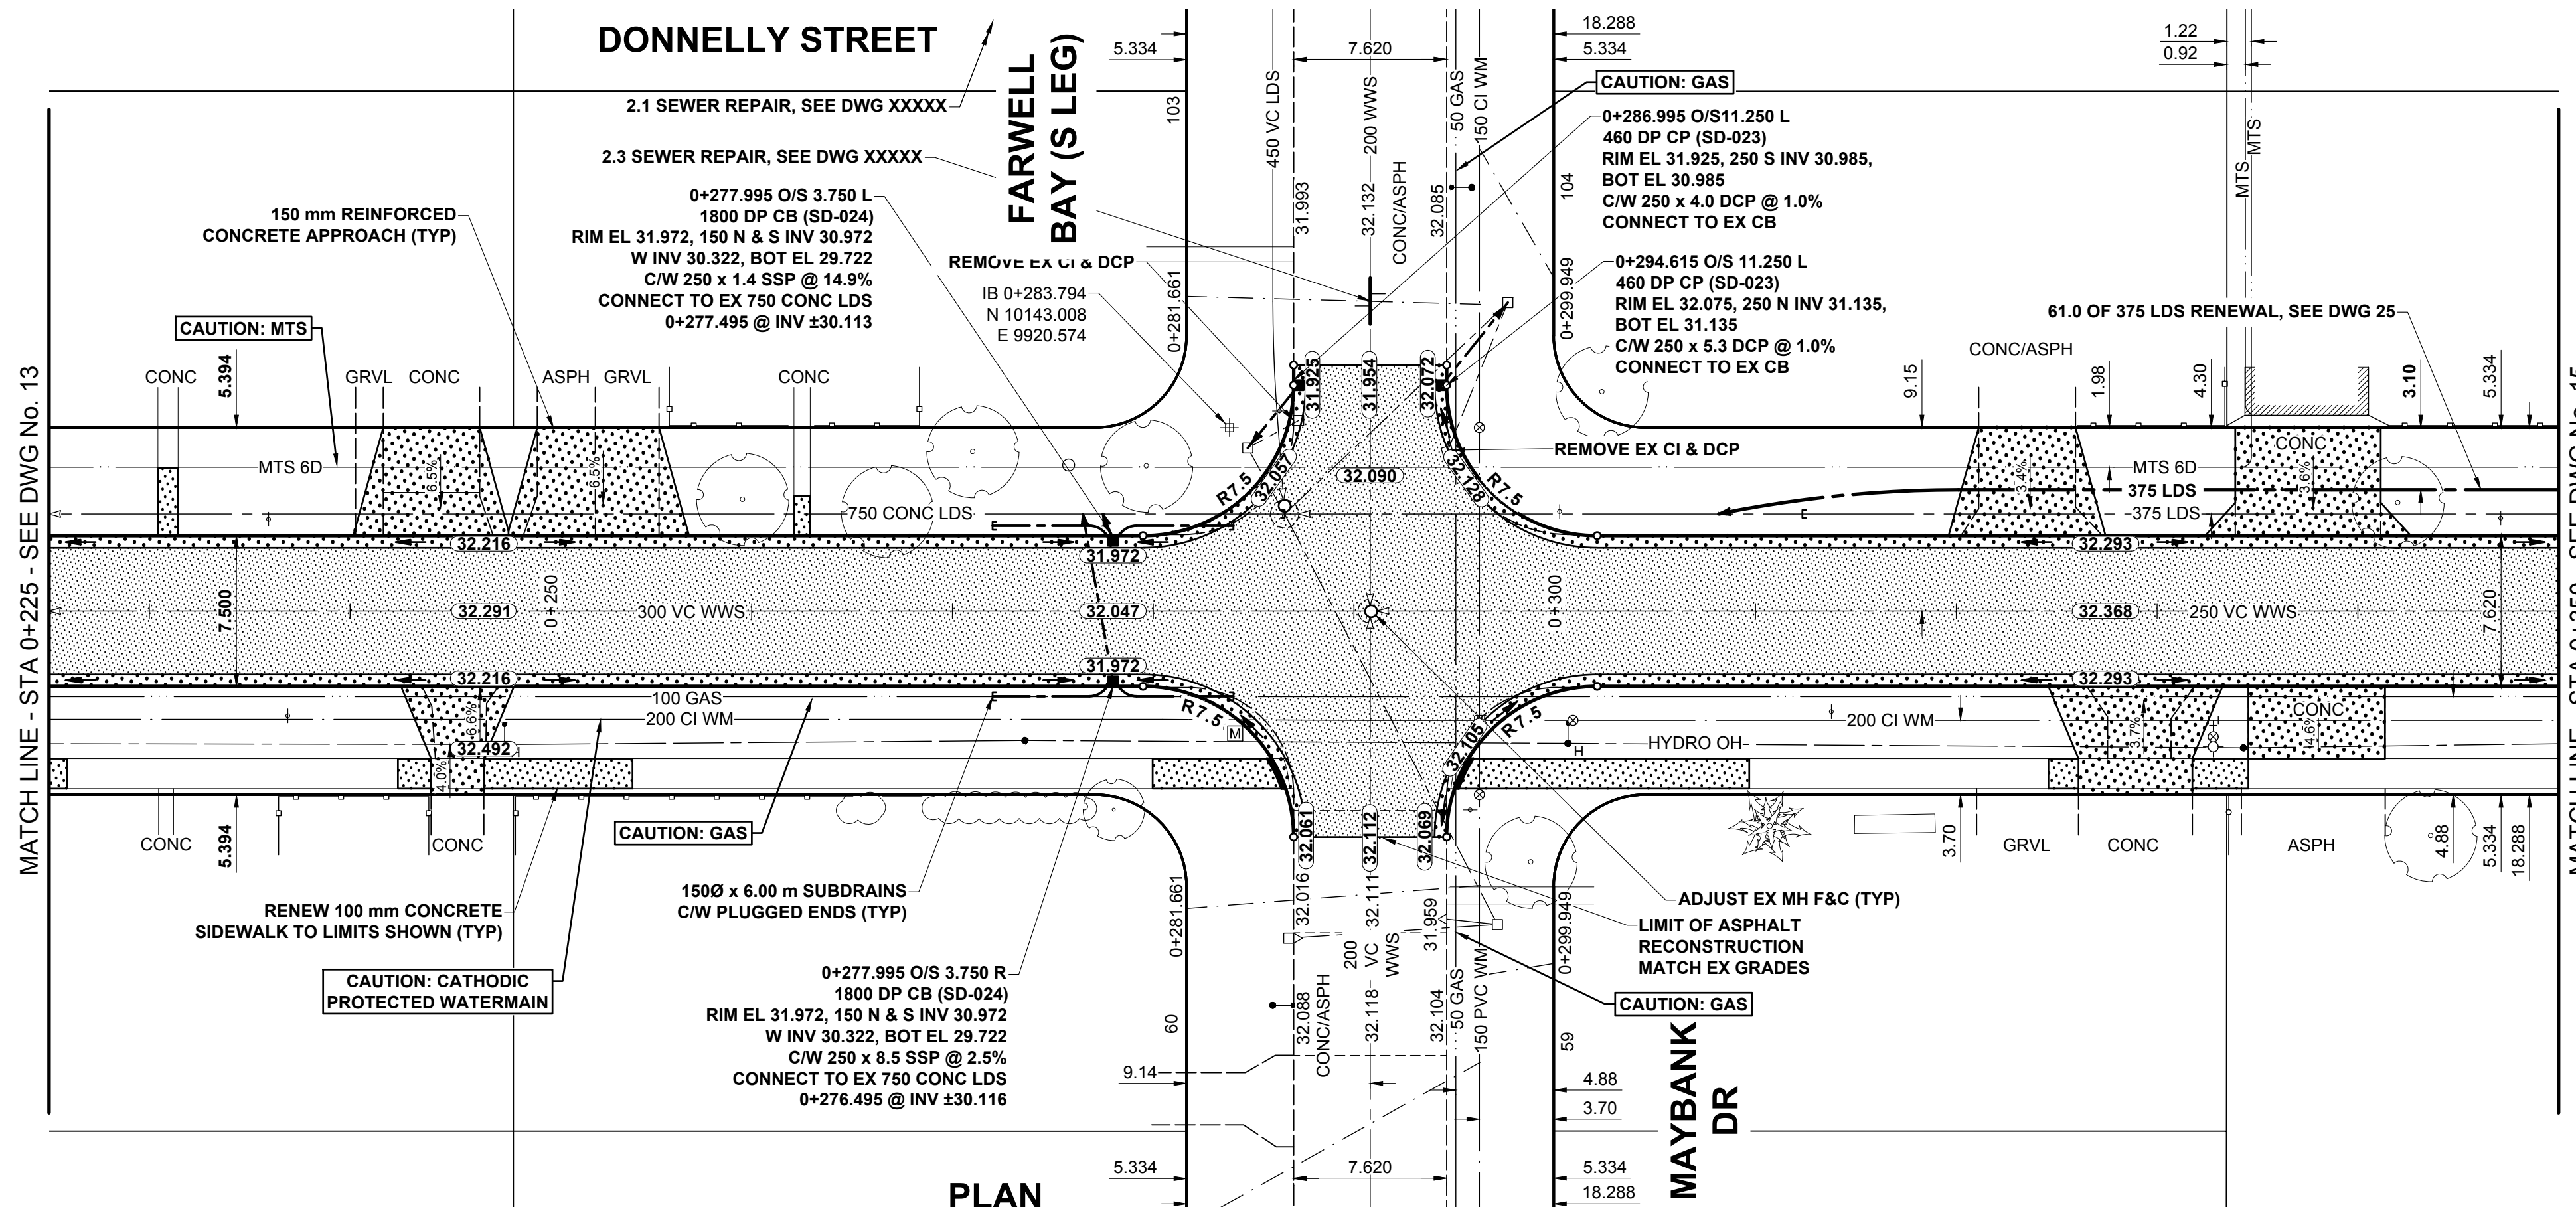 DONNELLY STREET
FARWELL
BAY (S LEG)
2.1 SEWER REPAIR, SEE DWG XXXXX
2.3 SEWER REPAIR, SEE DWG XXXXX
0+277.995 O/S 3.750 L
1800 DP CB (SD-024)
RIM EL 31.972, 150 N & S INV 30.972
W INV 30.322, BOT EL 29.722
C/W 250 x 1.4 SSP @ 14.9%
CONNECT TO EX 750 CONC LDS
0+277.495 @ INV ±30.113
150 mm REINFORCED
CONCRETE APPROACH (TYP)
CAUTION: MTS
REMOVE EX CI & DCP
IB 0+283.794
N 10143.008
E 9920.574
5.334
7.620
18.288
5.334
103
450 VC LDS
200 WWS
50 GAS
150 CI WM
31.993
32.132
CONC/ASPH
32.085
104
0+281.661
0+299.949
CAUTION: GAS
0+286.995 O/S11.250 L
460 DP CP (SD-023)
RIM EL 31.925, 250 S INV 30.985,
BOT EL 30.985
C/W 250 x 4.0 DCP @ 1.0%
CONNECT TO EX CB
0+294.615 O/S 11.250 L
460 DP CP (SD-023)
RIM EL 32.075, 250 N INV 31.135,
BOT EL 31.135
C/W 250 x 5.3 DCP @ 1.0%
CONNECT TO EX CB
1.22
0.92
MTS
MTS
61.0 OF 375 LDS RENEWAL, SEE DWG 25
MATCH LINE - STA 0+225 - SEE DWG No. 13
CONC
5.394
GRVL
CONC
ASPH
GRVL
CONC
31.925
31.954
32.072
CONC/ASPH
9.15
1.98
4.30
3.10
5.334
MTS 6D
6.5%
6.5%
750 CONC LDS
R7.5
32.057
32.090
32.128
R7.5
REMOVE EX CI & DCP
3.4%
MTS 6D
375 LDS
375 LDS
CONC
3.6%
32.216
31.972
32.293
7.500
32.291
0+250
300 VC WWS
32.047
0+300
32.368
250 VC WWS
7.620
32.216
31.972
32.293
100 GAS
200 CI WM
6.6%
32.492
4.0%
R7.5
M
32.105
R7.5
H
HYDRO OH
200 CI WM
3.7%
CONC
4.6%
CONC
5.394
CONC
CAUTION: GAS
32.061
32.112
32.069
3.70
GRVL
CONC
ASPH
4.88
5.334
18.288
RENEW 100 mm CONCRETE
SIDEWALK TO LIMITS SHOWN (TYP)
CAUTION: CATHODIC
PROTECTED WATERMAIN
150Ø x 6.00 m SUBDRAINS
C/W PLUGGED ENDS (TYP)
0+277.995 O/S 3.750 R
1800 DP CB (SD-024)
RIM EL 31.972, 150 N & S INV 30.972
W INV 30.322, BOT EL 29.722
C/W 250 x 8.5 SSP @ 2.5%
CONNECT TO EX 750 CONC LDS
0+276.495 @ INV ±30.116
0+281.661
32.016
32.111
31.959
0+299.949
200
VC
WWS
60
32.088
CONC/ASPH
32.118
32.104
50 GAS
150 PVC WM
59
ADJUST EX MH F&C (TYP)
LIMIT OF ASPHALT
RECONSTRUCTION
MATCH EX GRADES
CAUTION: GAS
9.14
4.88
3.70
MAYBANK
DR
5.334
7.620
5.334
18.288
PLAN